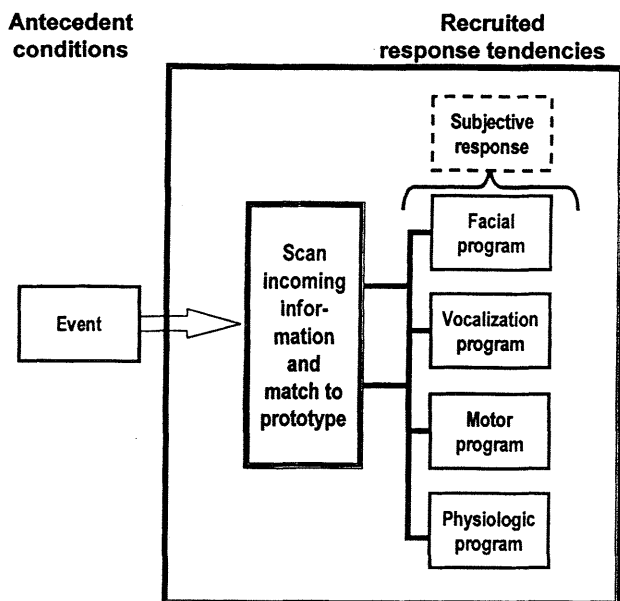 Antecedent
conditions
Recruited
response tendencies
Subjective
response
Event
Scan
incoming
infor-
mation
and
match to
prototype
Facial
program
Vocalization
program
Motor
program
Physiologic
program